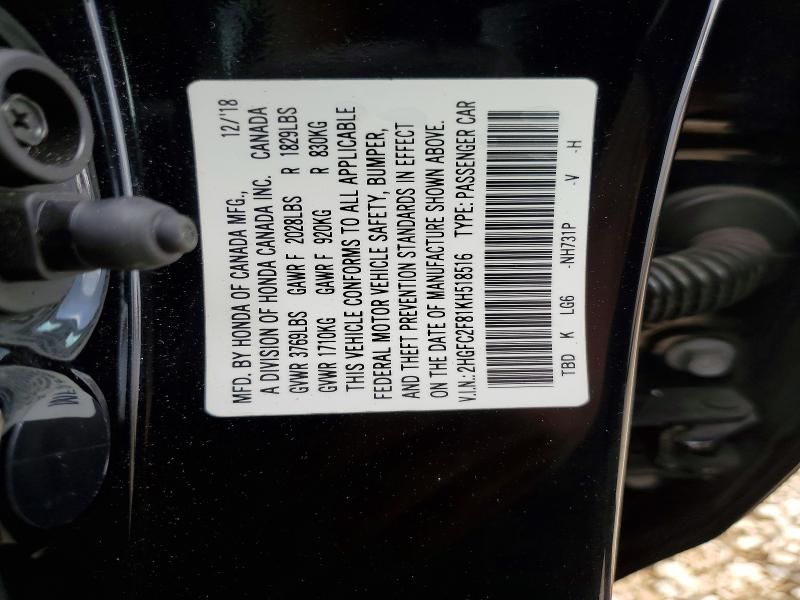 MFD. BY HONDA OF CANADA MFG., 12/'18
A DIVISION OF HONDA CANADA INC. CANADA
GVWR 3769LBS GAWR F 2028LBS R 1829LBS
GVWR 1710KG GAWR F 920KG R 830KG
THIS VEHICLE CONFORMS TO ALL APPLICABLE
FEDERAL MOTOR VEHICLE SAFETY, BUMPER,
AND THEFT PREVENTION STANDARDS IN EFFECT
ON THE DATE OF MANUFACTURE SHOWN ABOVE.
V.I.N.:2HGFC2F81KH518516 TYPE:PASSENGER CAR
TBD K LG6 -NH731P -V -H